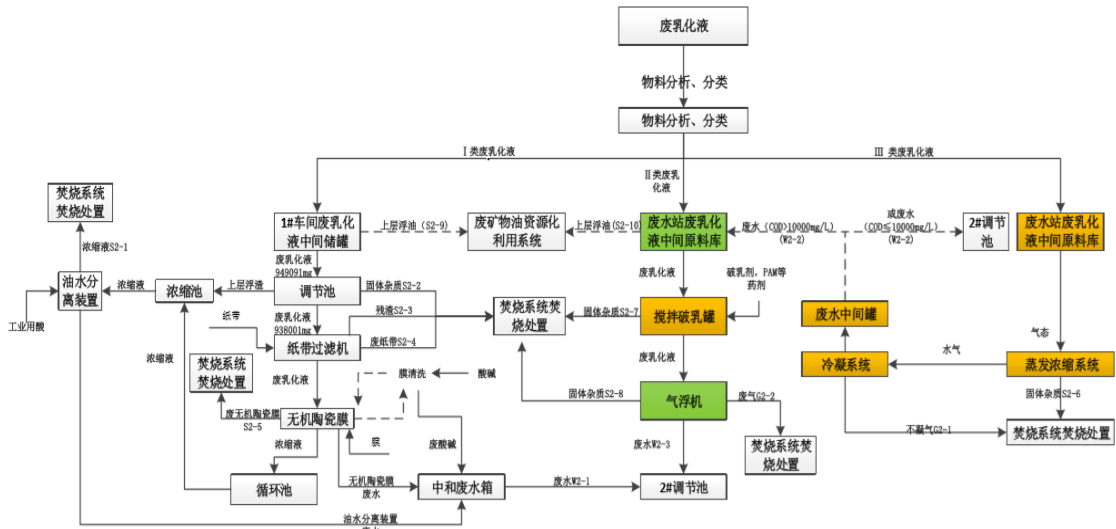 废乳化液
物料分析、分类
物料分析、分类
I类废乳化液
II类废乳
化液
III 类废乳化液
焚烧系统
焚烧处置
1#车间废乳化
液中间储罐
上层浮油 (S2-9)
废矿物油资源化
利用系统
上层浮油(S2-10)
废水站废乳化
液中间原料库
废水 (COD>10000mg/L)
(W2-2)
或废水
(COD≦10000mg/L)
(W2-2)
2#调节
池
废水站废乳化
液中间原料库
浓缩液S2-1
废乳化液
949091mg
废乳化液
破乳剂, PAM等
药剂
油水分
离装置
浓缩液
浓缩池
上层浮渣
调节池
固体杂质S2-2
焚烧系统焚
烧处置
固体杂质S2-7
搅拌破乳罐
废水中间罐
气态
工业用酸
纸带
废乳化液
938001mg
残渣S2-3
纸带过滤机
废纸带S2-4
浓缩液
焚烧系统
焚烧处置
废乳化液
膜清洗
酸碱
废乳化液
冷凝系统
水气
蒸发浓缩系统
废无机陶瓷膜
S2-5
无机陶瓷膜
固体杂质S2-8
气浮机
废气G2-2
固体杂质S2-6
浓缩液
废酸碱
废水W2-3
焚烧系统焚
烧处置
不凝气G2-1
焚烧系统焚烧处置
循环池
无机陶瓷膜
废水
中和废水箱
废水W2-1
2#调节池
油水分离装置